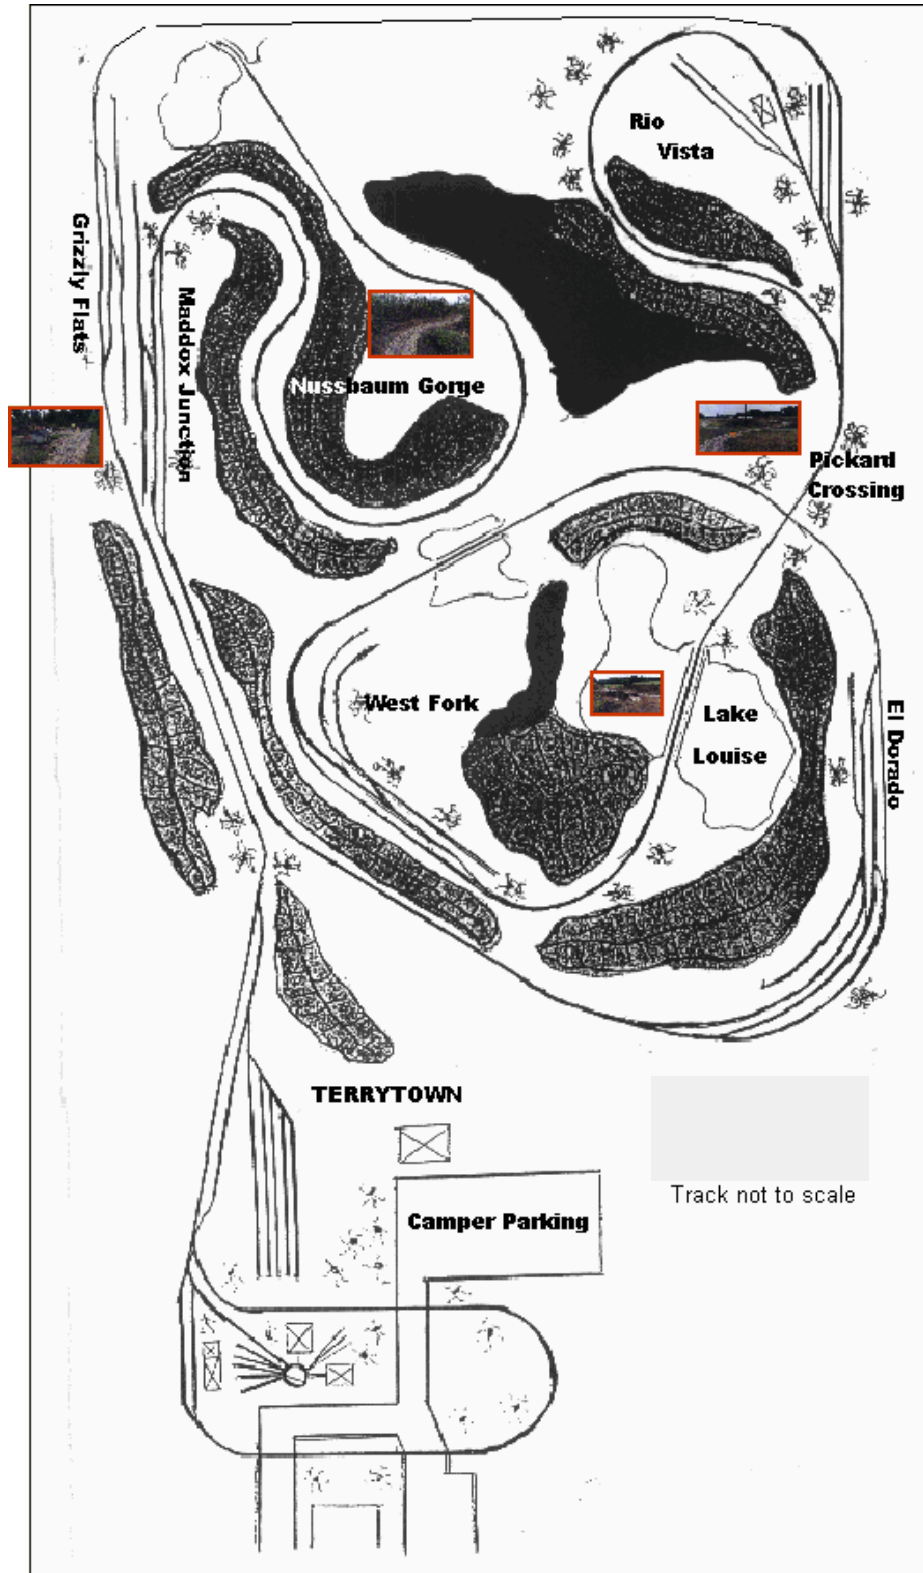 Rio
Vista
Grizzly Flats
Maddox Junction
Nussbaum Gorge
Pickard
Crossing
West Fork
Lake
Louise
El Dorado
TERRYTOWN
Track not to scale
Camper Parking